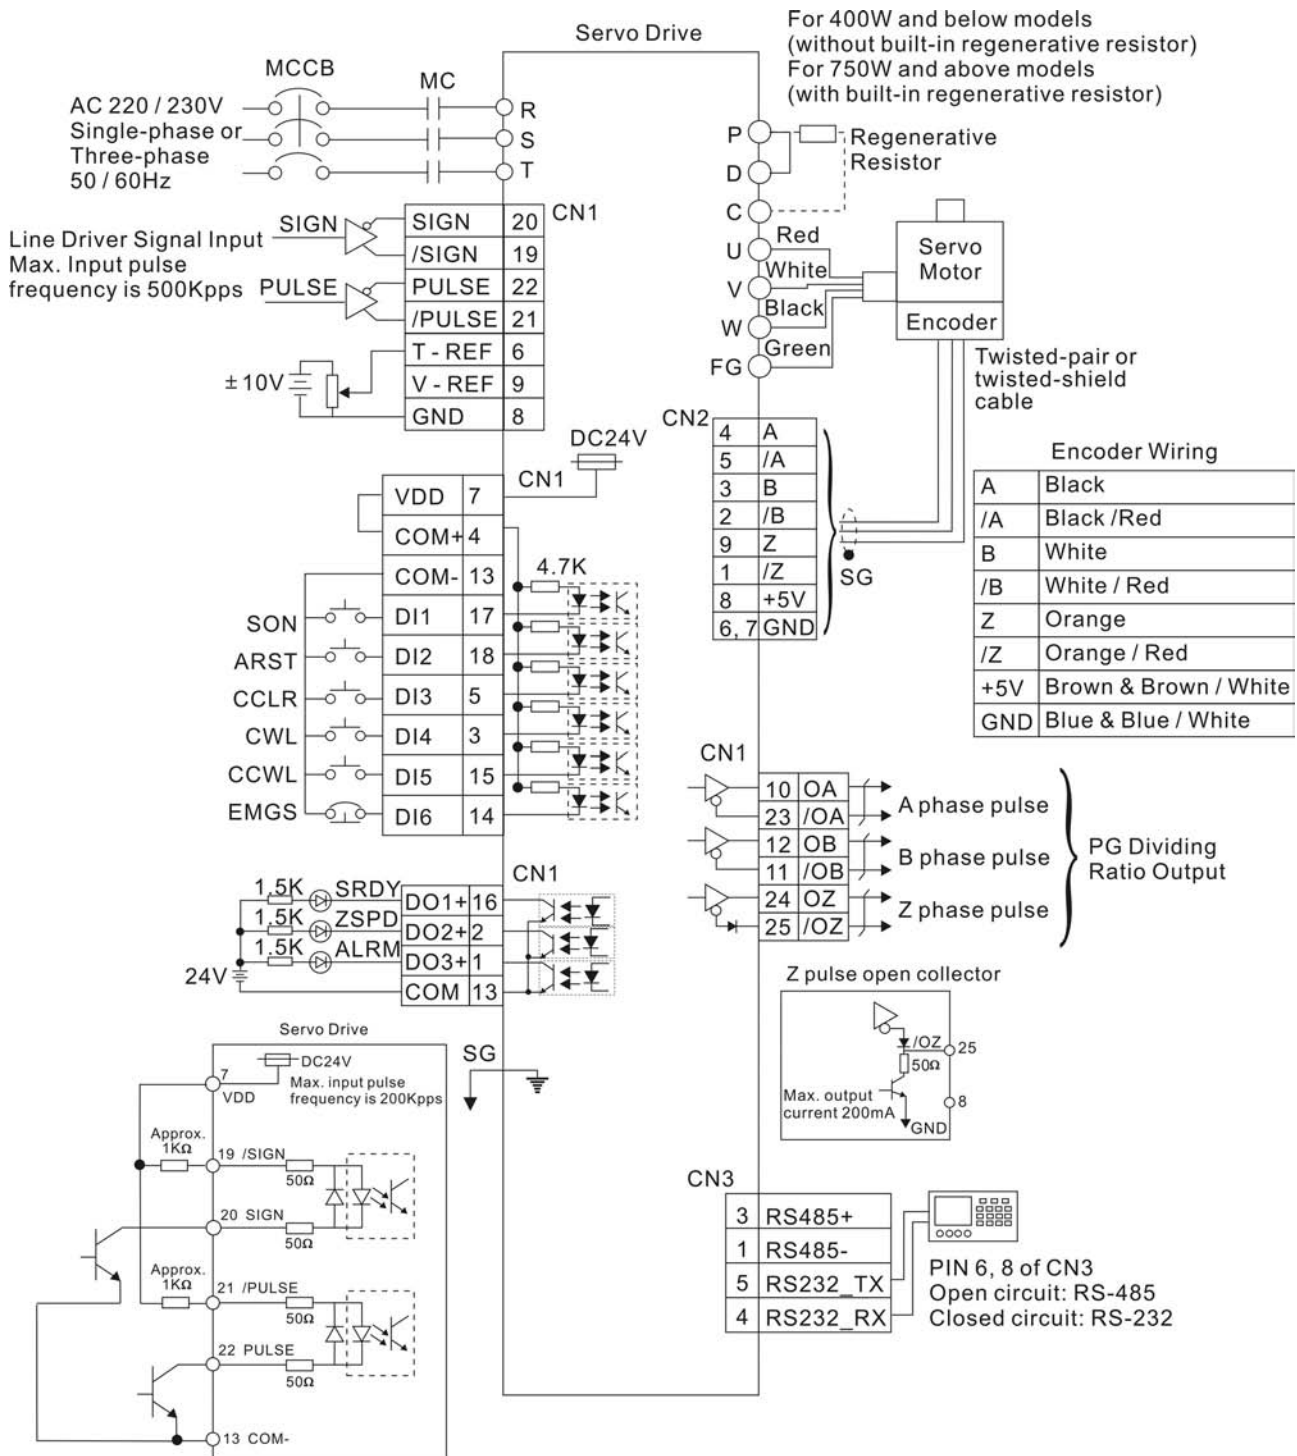 Servo Drive
For 400W and below models
(without built-in regenerative resistor)
For 750W and above models
(with built-in regenerative resistor)
MCCB
MC
AC 220 / 230V
Single-phase or
Three-phase
50 / 60Hz
R
S
T
P
D
C
Regenerative
Resistor
U
V
W
FG
Red
White
Black
Green
Servo
Motor
Encoder
Twisted-pair or
twisted-shield
cable
Line Driver Signal Input
Max. Input pulse
frequency is 500Kpps
SIGN
PULSE
±10V
CN1
SIGN 20
/SIGN 19
PULSE 22
/PULSE 21
T - REF 6
V - REF 9
GND 8
DC24V
CN1
VDD 7
COM+ 4
COM- 13
DI1 17
DI2 18
DI3 5
DI4 3
DI5 15
DI6 14
4.7K
SON
ARST
CCLR
CWL
CCWL
EMGS
CN2
4 A
5 /A
3 B
2 /B
9 Z
1 /Z
8 +5V
6, 7 GND
SG
Encoder Wiring
A Black
/A Black /Red
B White
/B White / Red
Z Orange
/Z Orange / Red
+5V Brown & Brown / White
GND Blue & Blue / White
CN1
10 OA
23 /OA
12 OB
11 /OB
24 OZ
25 /OZ
A phase pulse
B phase pulse
Z phase pulse
PG Dividing
Ratio Output
CN1
1.5K SRDY DO1+ 16
1.5K ZSPD DO2+ 2
1.5K ALRM DO3+ 1
24V
COM 13
Z pulse open collector
/OZ
25
50Ω
Max. output
current 200mA
8
GND
SG
Servo Drive
7
VDD
DC24V
Max. input pulse
frequency is 200Kpps
Approx.
1KΩ
19 /SIGN
50Ω
20 SIGN
50Ω
Approx.
1KΩ
21 /PULSE
50Ω
22 PULSE
50Ω
13 COM-
CN3
3 RS485+
1 RS485-
5 RS232_TX
4 RS232_RX
PIN 6, 8 of CN3
Open circuit: RS-485
Closed circuit: RS-232